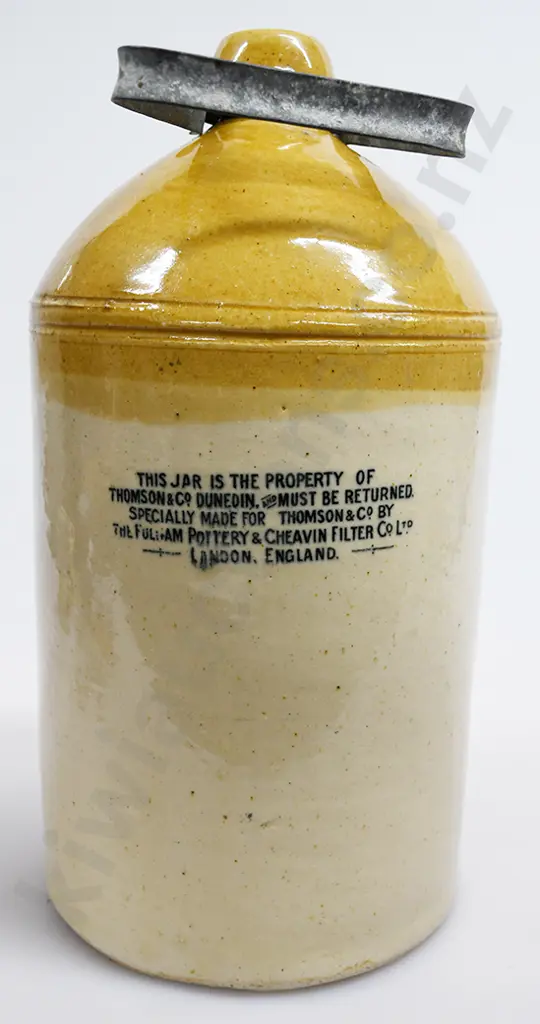 THIS JAR IS THE PROPERTY OF
THOMSON & Cº DUNEDIN. AND MUST BE RETURNED.
SPECIALLY MADE FOR THOMSON & Cº BY
THE FULHAM POTTERY & CHEAVIN FILTER Cº LTD
LONDON, ENGLAND.